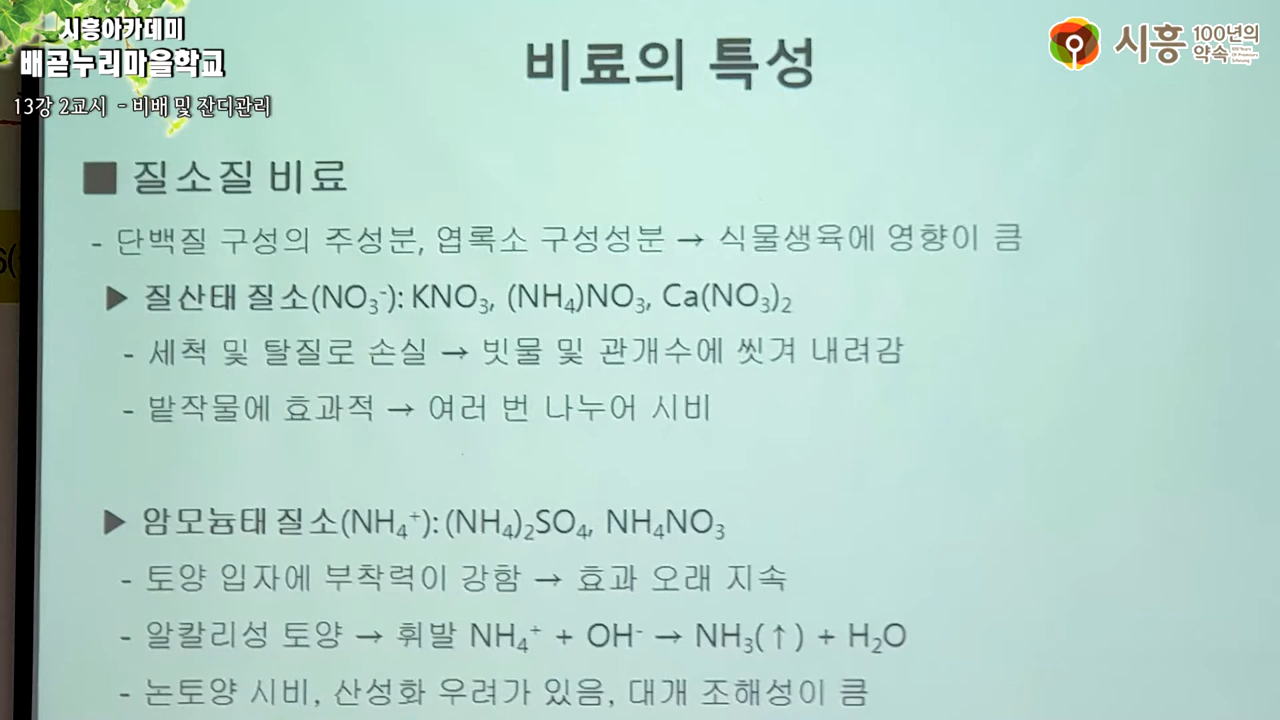 시흥아카데미
배곧누리마을학교
13강 2교시 - 비배 및 잔디관리
시흥 100년의 약속
비료의 특성
■ 질소질 비료
- 단백질 구성의 주성분, 엽록소 구성성분 → 식물생육에 영향이 큼
▶ 질산태 질소(NO₃⁻): KNO₃, (NH₄)NO₃, Ca(NO₃)₂
- 세척 및 탈질로 손실 → 빗물 및 관개수에 씻겨 내려감
- 밭작물에 효과적 → 여러 번 나누어 시비
▶ 암모늄태 질소(NH₄⁺): (NH₄)₂SO₄, NH₄NO₃
- 토양 입자에 부착력이 강함 → 효과 오래 지속
- 알칼리성 토양 → 휘발 NH₄⁺ + OH⁻ → NH₃(↑) + H₂O
- 논토양 시비, 산성화 우려가 있음, 대개 조해성이 큼